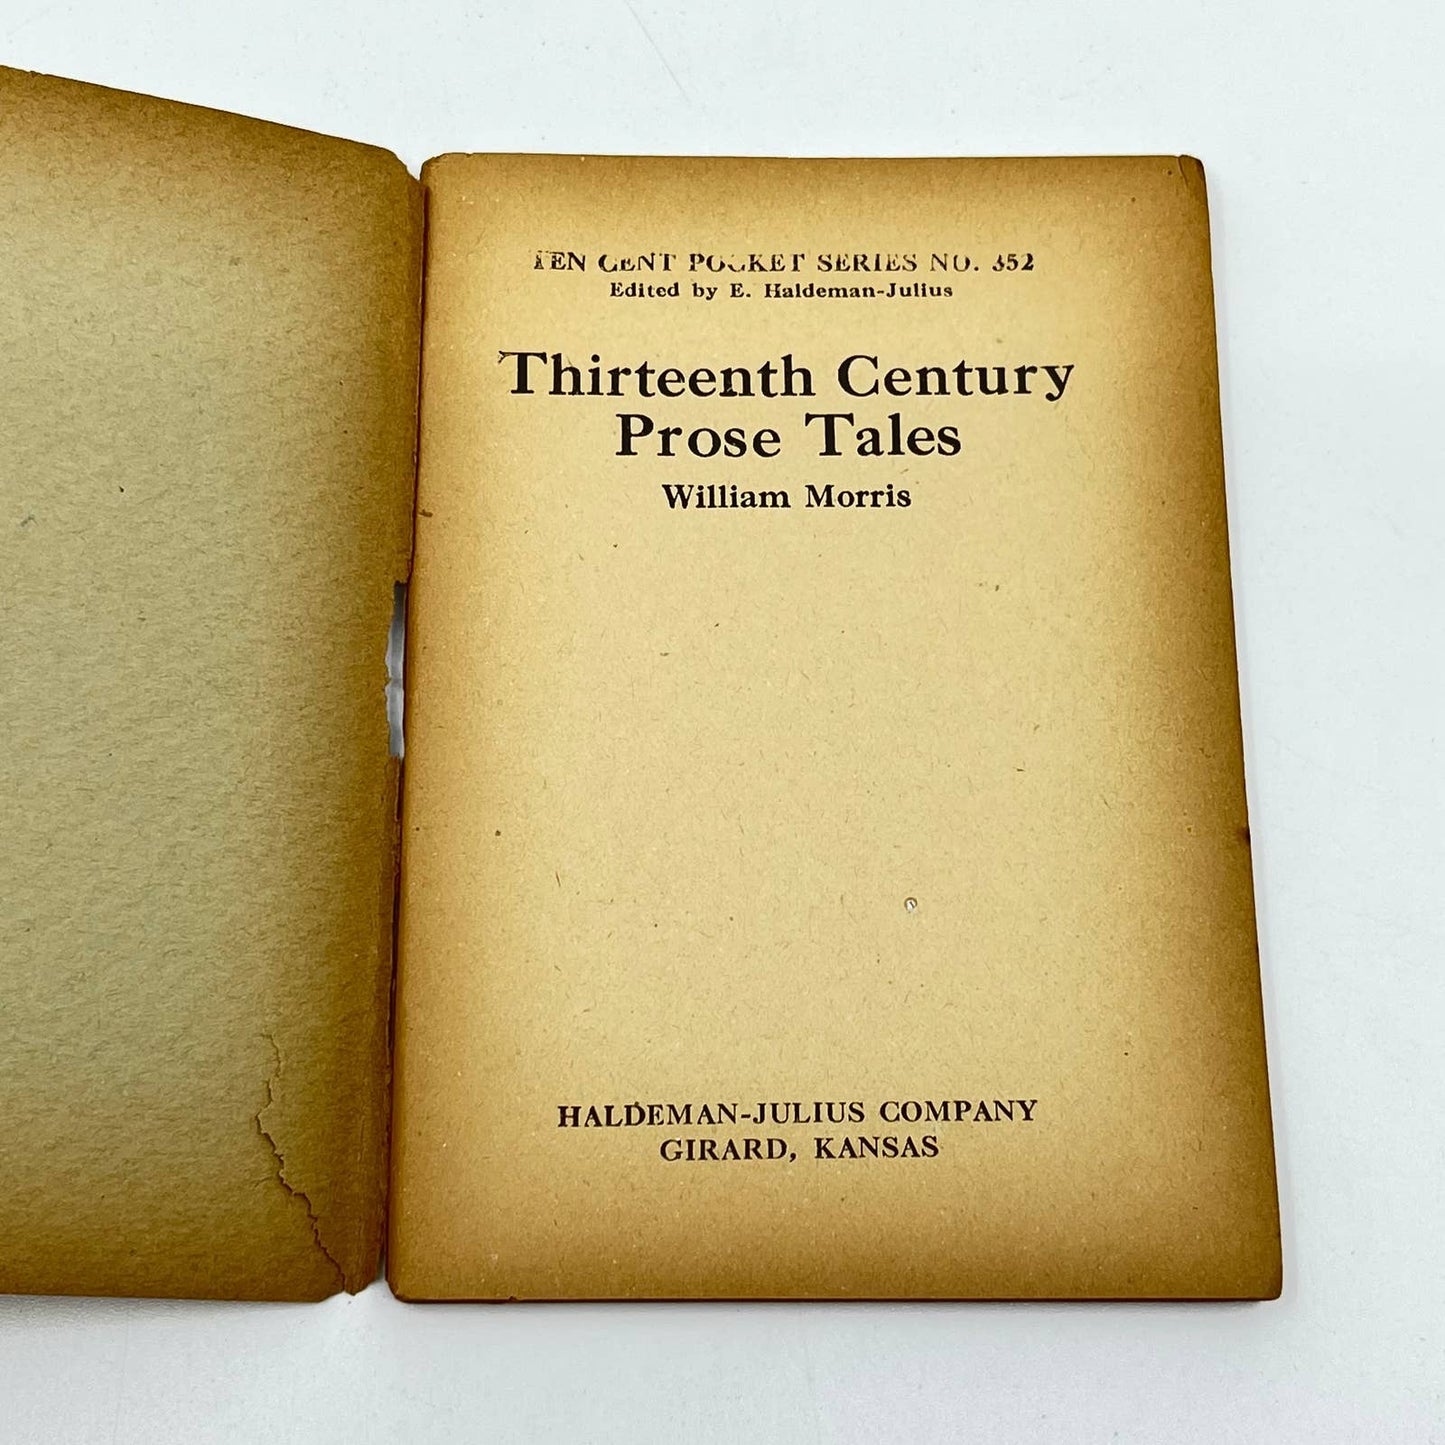 TEN CENT POCKET SERIES NO. 352
Edited by E. Haldeman-Julius
Thirteenth Century
Prose Tales
William Morris
HALDEMAN-JULIUS COMPANY
GIRARD, KANSAS